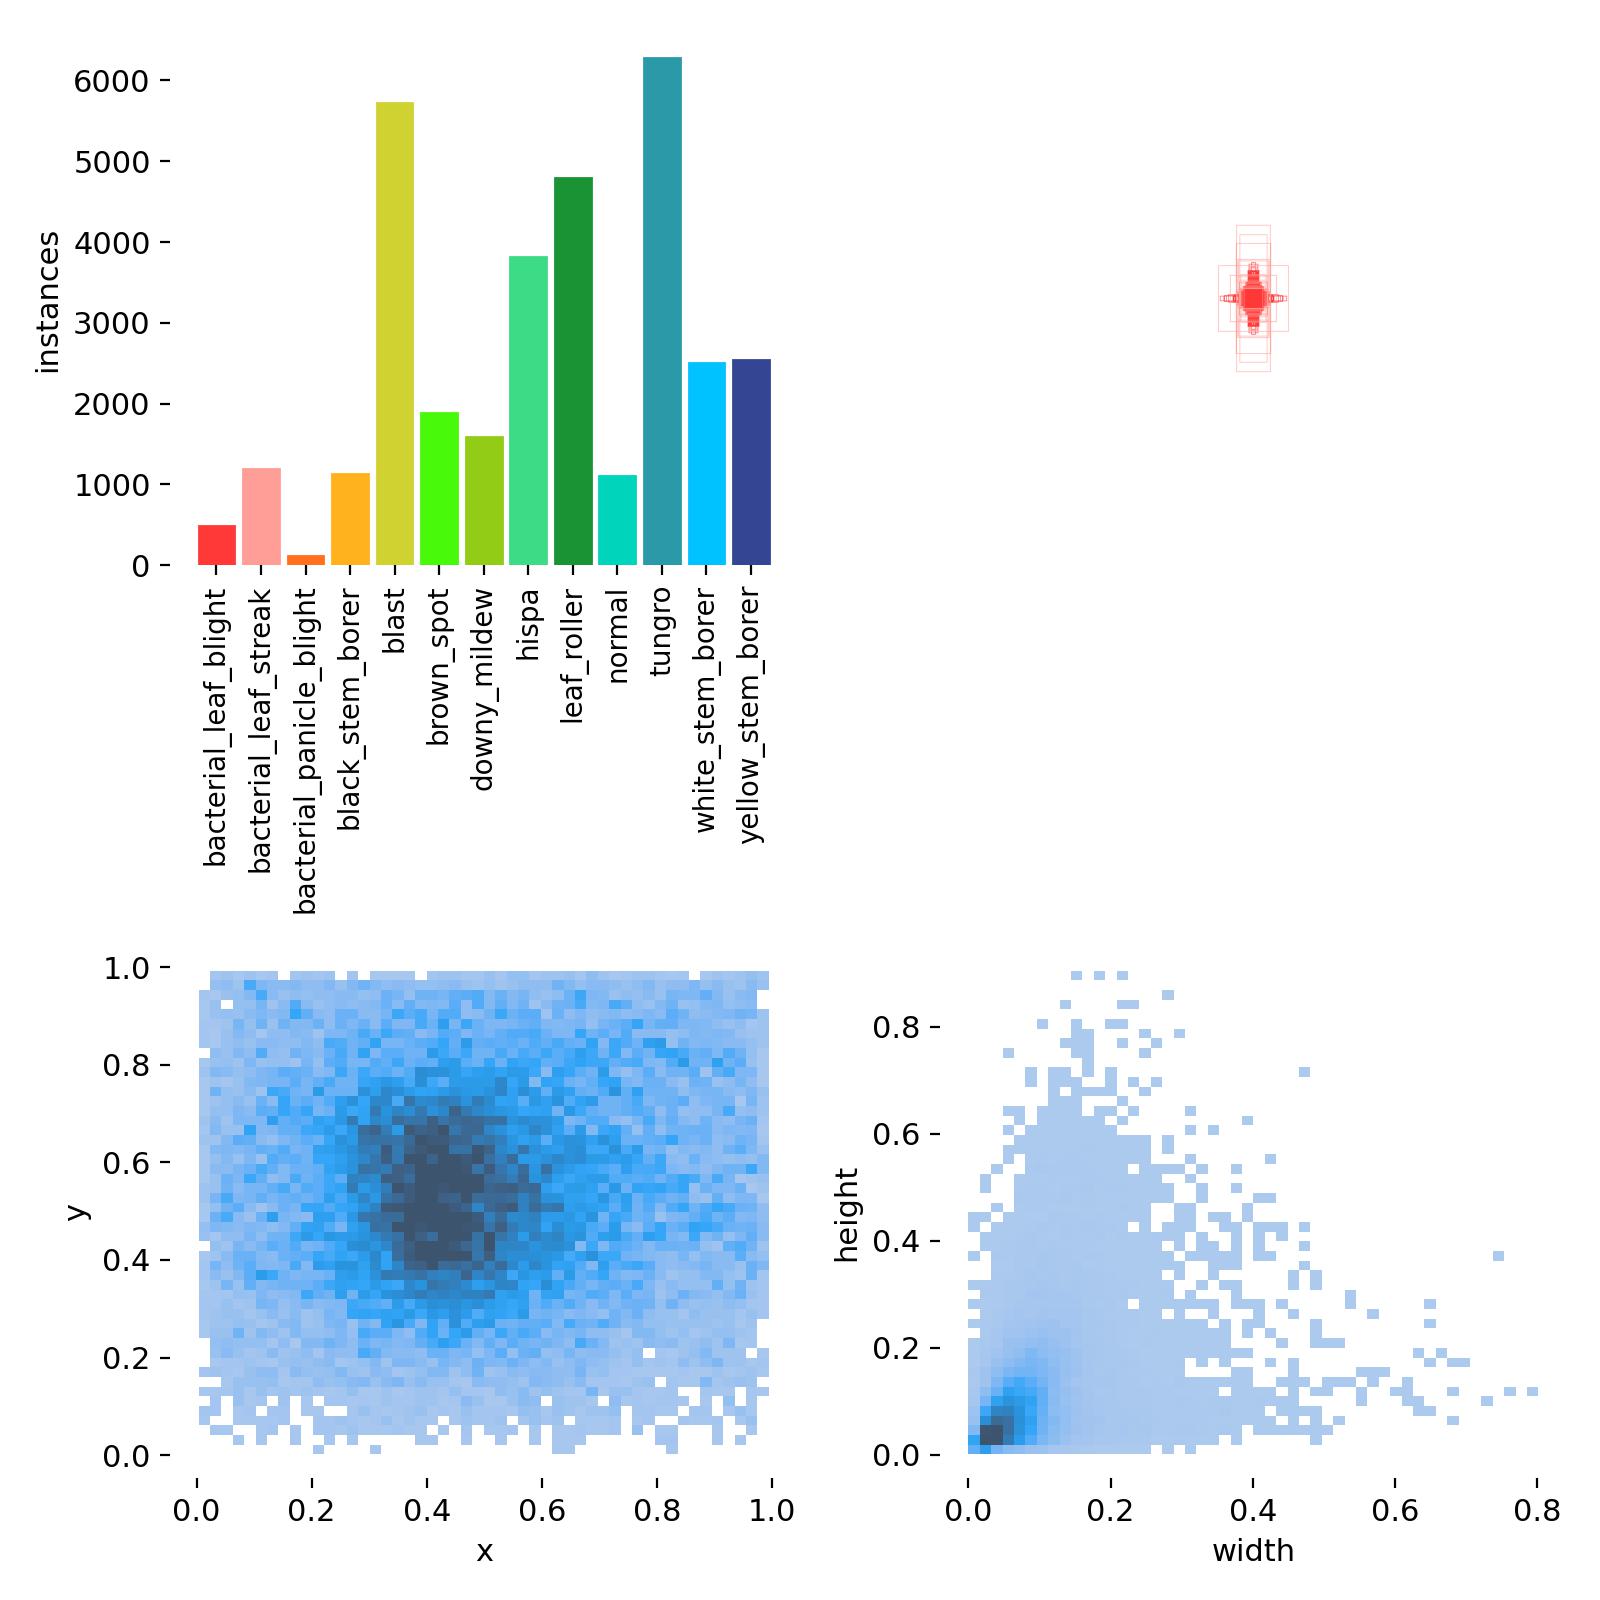 6000
5000
4000
3000
2000
1000
0
instances
bacterial_leaf_blight
bacterial_leaf_streak
bacterial_panicle_blight
black_stem_borer
blast
brown_spot
downy_mildew
hispa
leaf_roller
normal
tungro
white_stem_borer
yellow_stem_borer
1.0
0.8
0.6
0.4
0.2
0.0
y
0.0 0.2 0.4 0.6 0.8 1.0
x
0.8
0.6
0.4
0.2
0.0
height
0.0 0.2 0.4 0.6 0.8
width